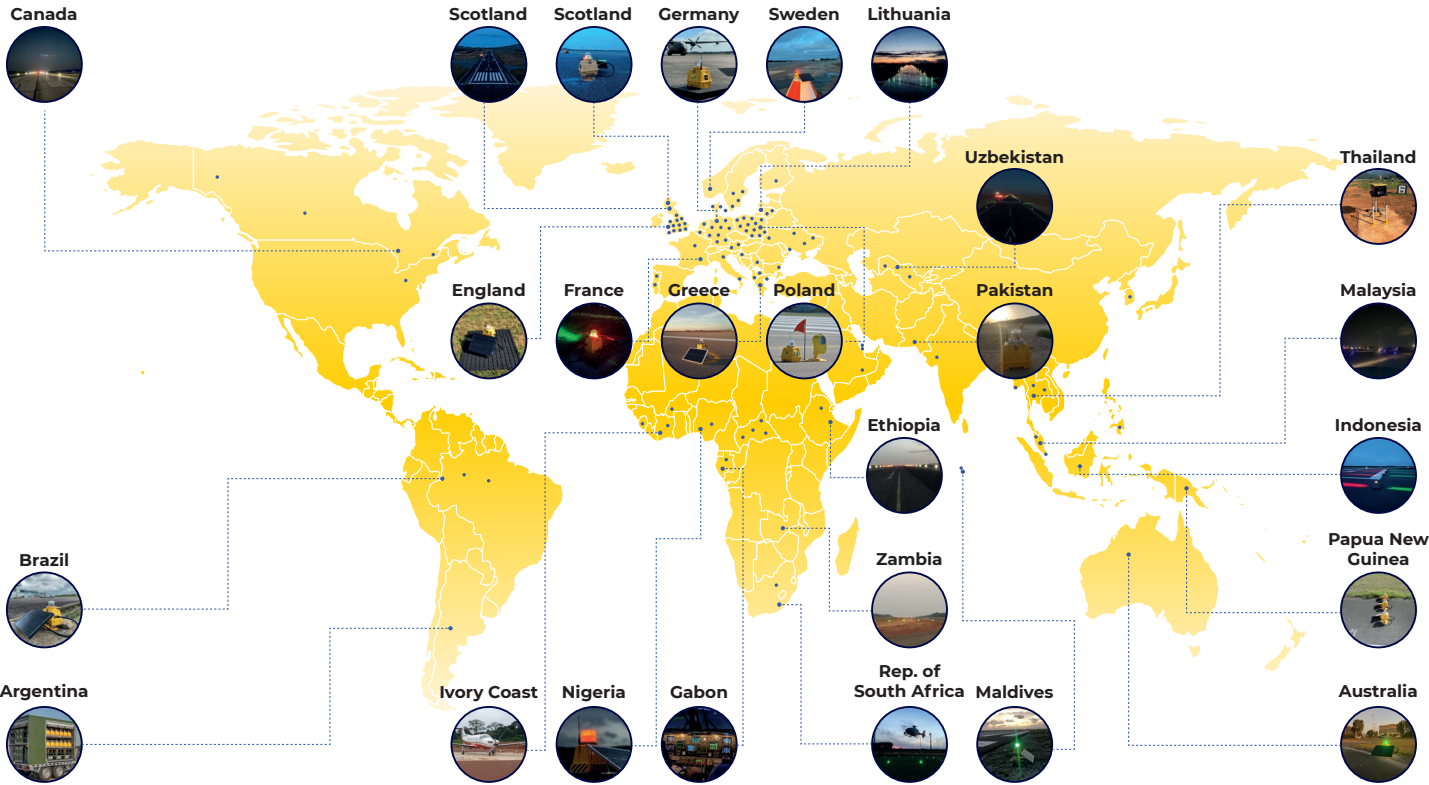 Canada
Scotland
Scotland
Germany
Sweden
Lithuania
Uzbekistan
Thailand
England
France
Greece
Poland
Pakistan
Malaysia
Ethiopia
Indonesia
Brazil
Zambia
Papua New
Guinea
Argentina
Ivory Coast
Nigeria
Gabon
Rep. of
South Africa
Maldives
Australia